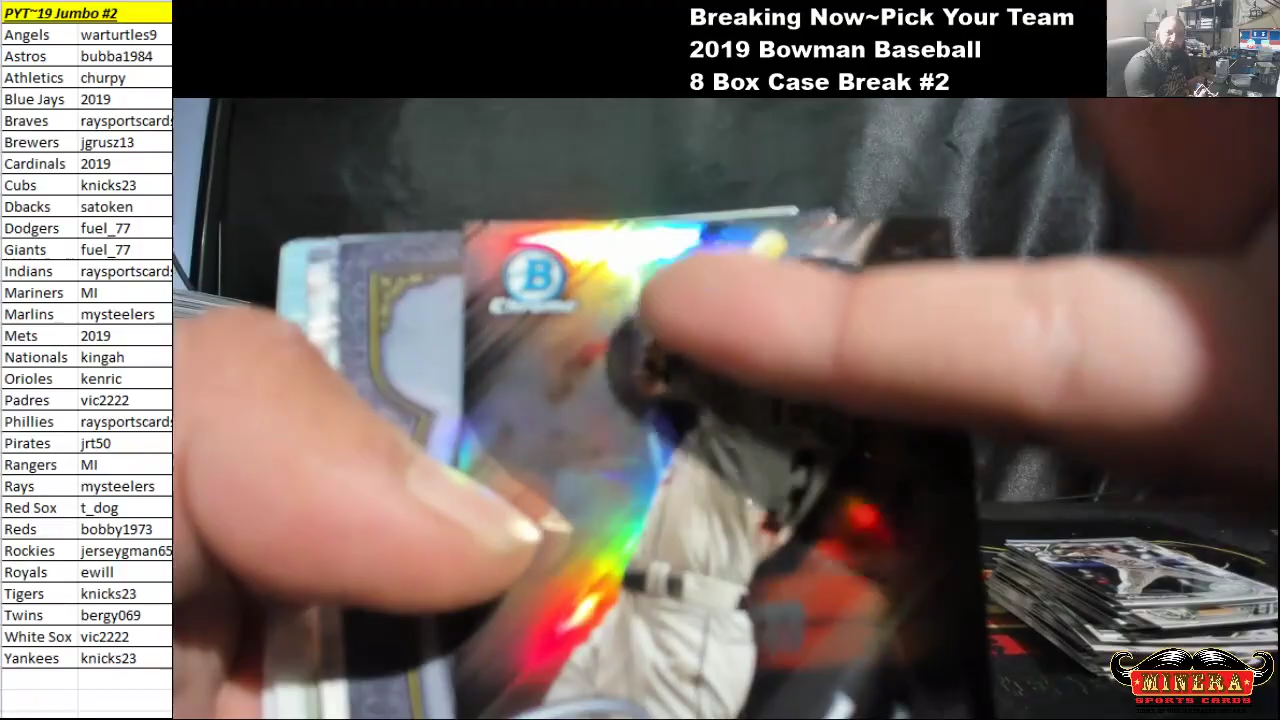 PYT~19 Jumbo #2
Angels warturtles9
Astros bubba1984
Athletics churpy
Blue Jays 2019
Braves raysportscards
Brewers jgrusz13
Cardinals 2019
Cubs knicks23
Dbacks satoken
Dodgers fuel_77
Giants fuel_77
Indians raysportscards
Mariners MI
Marlins mysteelers
Mets 2019
Nationals kingah
Orioles kenric
Padres vic2222
Phillies raysportscards
Pirates jrt50
Rangers MI
Rays mysteelers
Red Sox t_dog
Reds bobby1973
Rockies jerseygman65
Royals ewill
Tigers knicks23
Twins bergy069
White Sox vic2222
Yankees knicks23
Breaking Now~Pick Your Team
2019 Bowman Baseball
8 Box Case Break #2
B
Chrome
MINERA
SPORTS CARDS